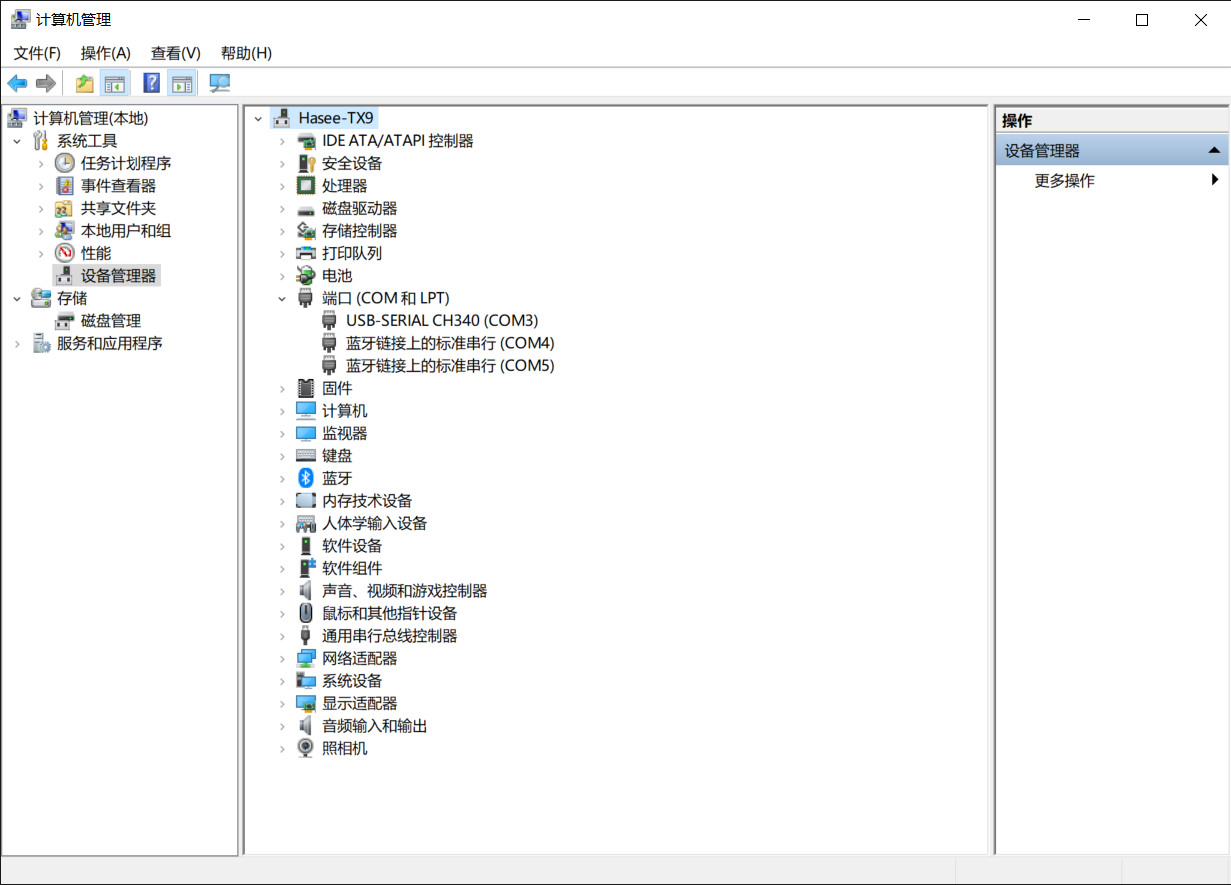 计算机管理
文件(F) 操作(A) 查看(V) 帮助(H)
计算机管理(本地)
系统工具
任务计划程序
事件查看器
共享文件夹
本地用户和组
性能
设备管理器
存储
磁盘管理
服务和应用程序
Hasee-TX9
IDE ATA/ATAPI 控制器
安全设备
处理器
磁盘驱动器
存储控制器
打印队列
电池
端口 (COM 和 LPT)
USB-SERIAL CH340 (COM3)
蓝牙链接上的标准串行 (COM4)
蓝牙链接上的标准串行 (COM5)
固件
计算机
监视器
键盘
蓝牙
内存技术设备
人体学输入设备
软件设备
软件组件
声音、视频和游戏控制器
鼠标和其他指针设备
通用串行总线控制器
网络适配器
系统设备
显示适配器
音频输入和输出
照相机
操作
设备管理器
更多操作